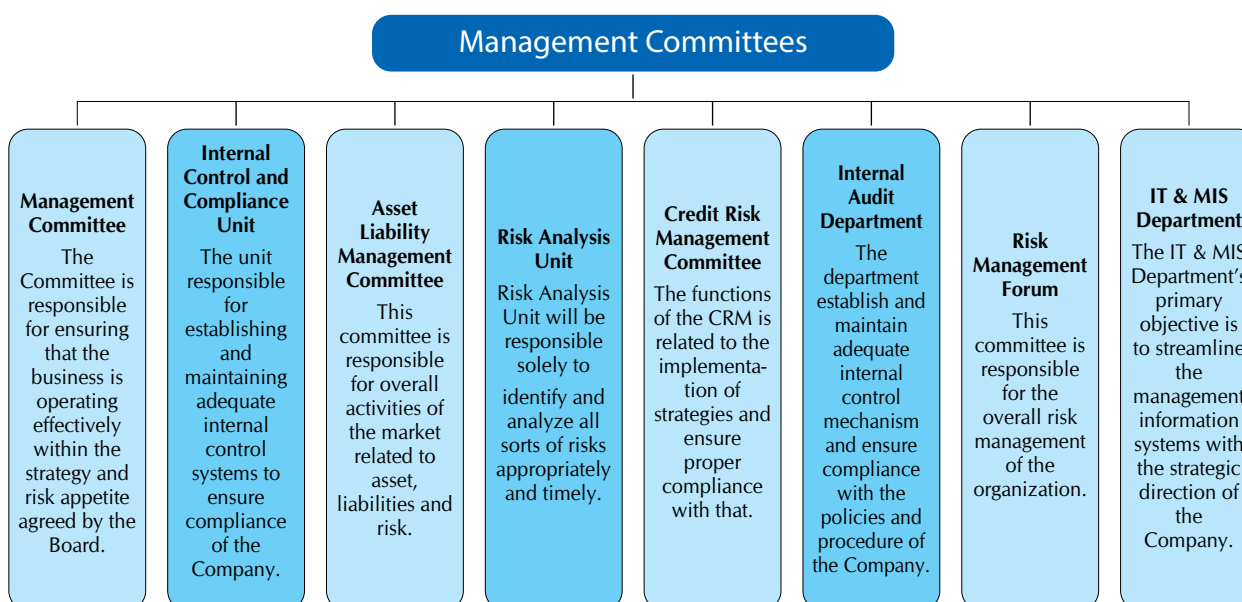 Management Committees
Management
Committee
The
Committee is
responsible
for ensuring
that the
business is
operating
effectively
within the
strategy and
risk appetite
agreed by the
Board.
Internal
Control and
Compliance
Unit
The unit
responsible
for
establishing
and
maintaining
adequate
internal
control
systems to
ensure
compliance
of the
Company.
Asset
Liability
Management
Committee
This
committee is
responsible
for overall
activities of
the market
related to
asset,
liabilities and
risk.
Risk Analysis
Unit
Risk Analysis
Unit will be
responsible
solely to
identify and
analyze all
sorts of risks
appropriately
and timely.
Credit Risk
Management
Committee
The functions
of the CRM is
related to the
implementa-
tion of
strategies and
ensure
proper
compliance
with that.
Internal
Audit
Department
The
department
establish and
maintain
adequate
internal
control
mechanism
and ensure
compliance
with the
policies and
procedure of
the Company.
Risk
Management
Forum
This
committee is
responsible
for the
overall risk
management
of the
organization.
IT & MIS
Department
The IT & MIS
Department's
primary
objective is
to streamline
the
management
information
systems with
the strategic
direction of
the
Company.